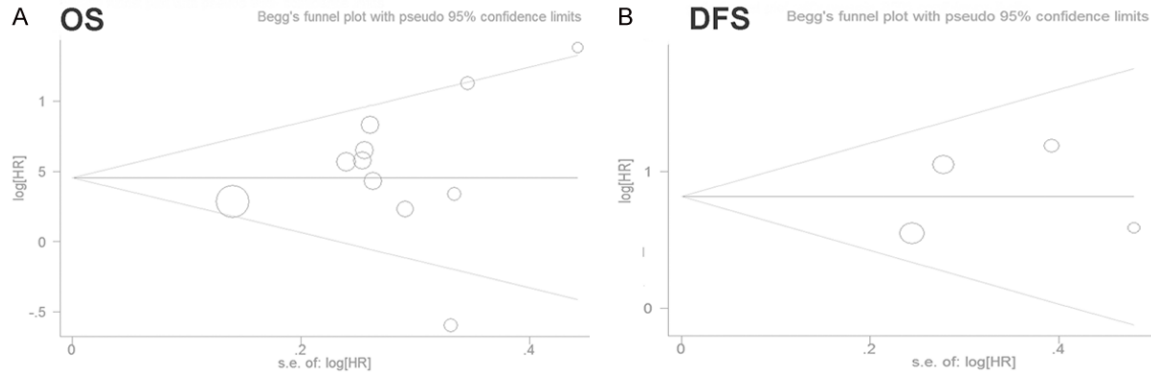 A
OS
Begg's funnel plot with pseudo 95% confidence limits
log[HR]
1
5
0
-.5
0
.2
.4
s.e. of: log[HR]
B
DFS
Begg's funnel plot with pseudo 95% confidence limits
log[HR]
1
0
0
.2
.4
s.e. of: log[HR]